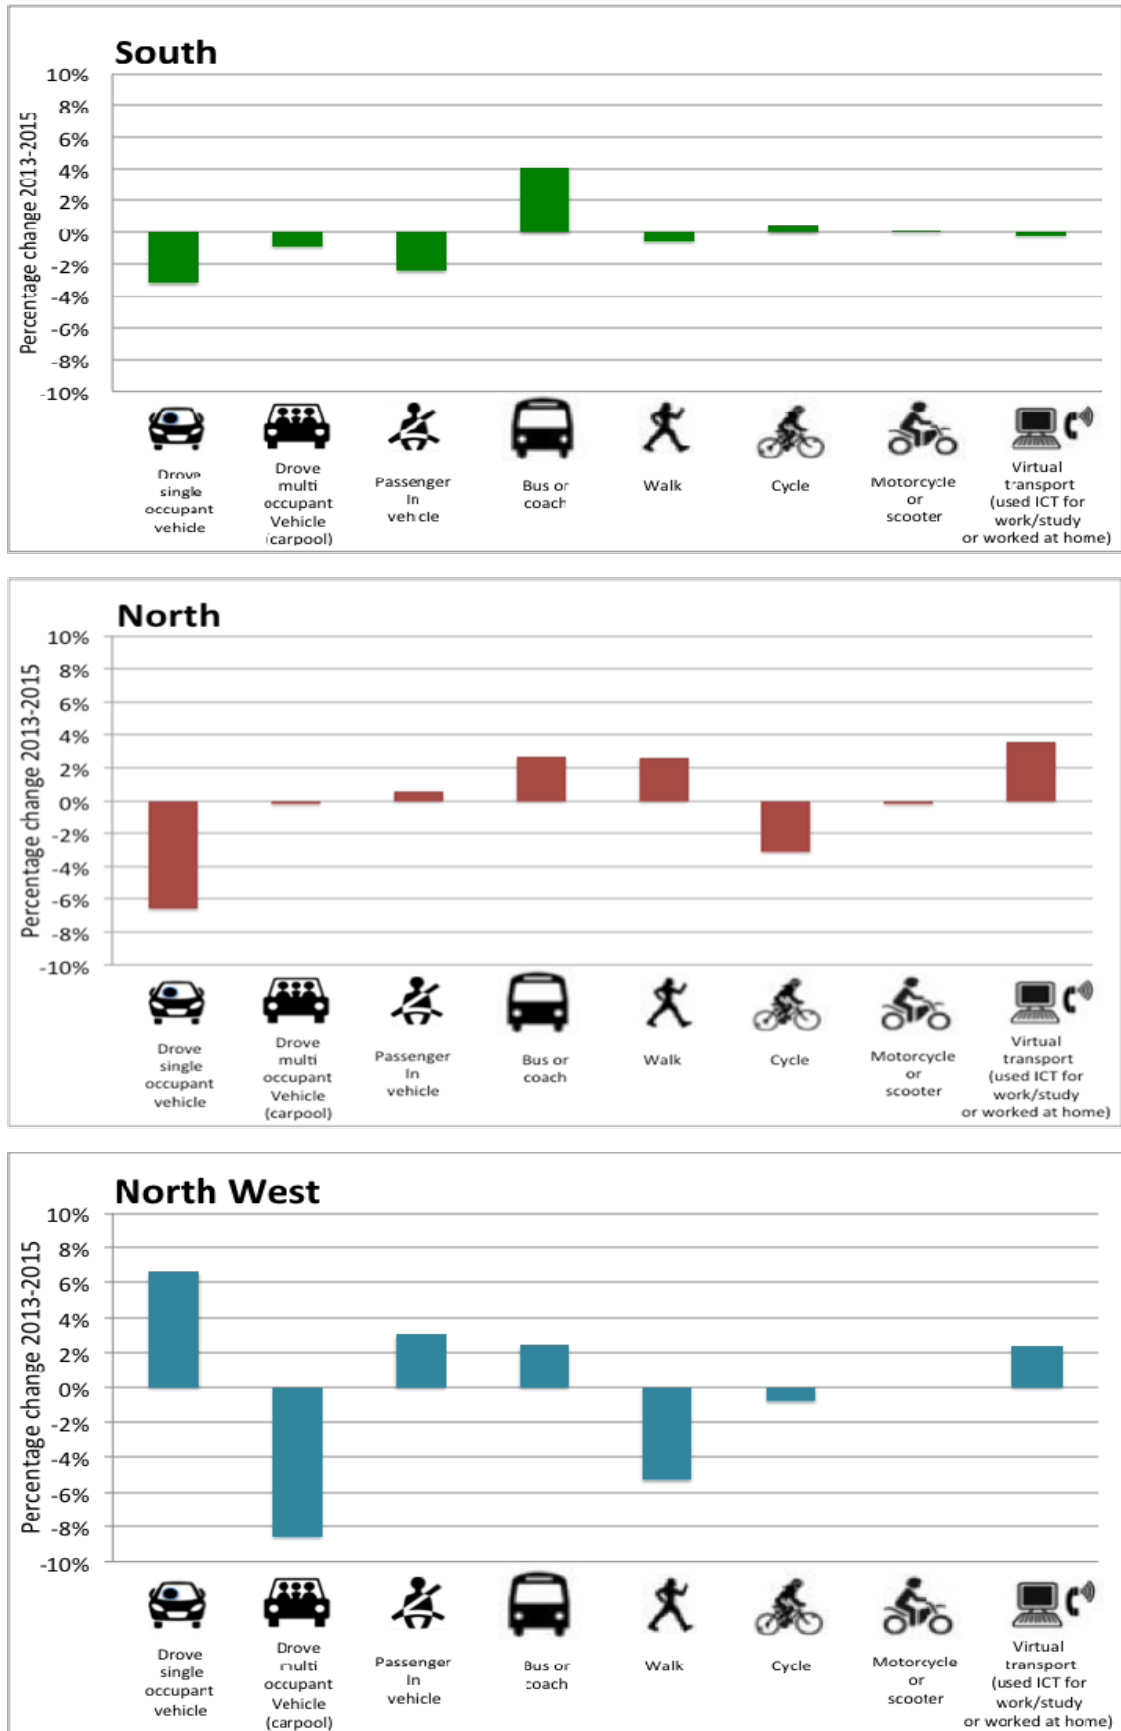 South
Percentage change 2013-2015
10%
8%
6%
4%
2%
0%
-2%
-4%
-6%
-8%
-10%
Drove
single
occupant
vehicle
Drove
multi
occupant
Vehicle
(carpool)
Passenger
In
vehicle
Bus or
coach
Walk
Cycle
Motorcycle
or
scooter
Virtual
transport
(used ICT for
work/study
or worked at home)
North
Percentage change 2013-2015
10%
8%
6%
4%
2%
0%
-2%
-4%
-6%
-8%
-10%
Drove
single
occupant
vehicle
Drove
multi
occupant
Vehicle
(carpool)
Passenger
In
vehicle
Bus or
coach
Walk
Cycle
Motorcycle
or
scooter
Virtual
transport
(used ICT for
work/study
or worked at home)
North West
Percentage change 2013-2015
10%
8%
6%
4%
2%
0%
-2%
-4%
-6%
-8%
-10%
Drove
single
occupant
vehicle
Drove
multi
occupant
Vehicle
(carpool)
Passenger
In
vehicle
Bus or
coach
Walk
Cycle
Motorcycle
or
scooter
Virtual
transport
(used ICT for
work/study
or worked at home)